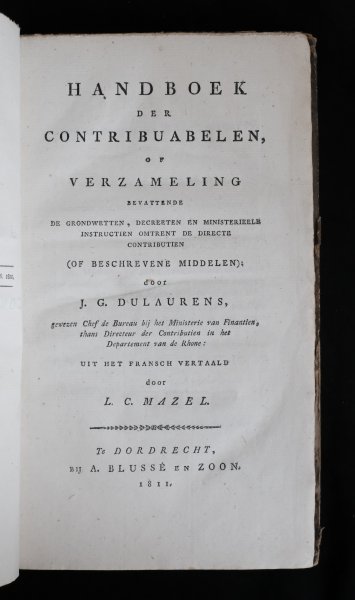 HANDBOEK
DER
CONTRIBUABELEN,
OF
VERZAMELING
BEVATTENDE
DE GRONDWETTEN, DECREETEN EN MINISTERIEELE
INSTRUCTIEN OMTRENT DE DIRECTE
CONTRIBUTIEN
(OF BESCHREVENE MIDDELEN);
door
J. G. DULAURENS,
gewezen Chef de Bureau bij het Ministerie van Finantien,
thans Directeur der Contributien in het
Departement van de Rhone:
UIT HET FRANSCH VERTAALD
door
L. C. MAZEL.
Te DORDRECHT,
BIJ A. BLUSSÉ EN ZOON.
1811.